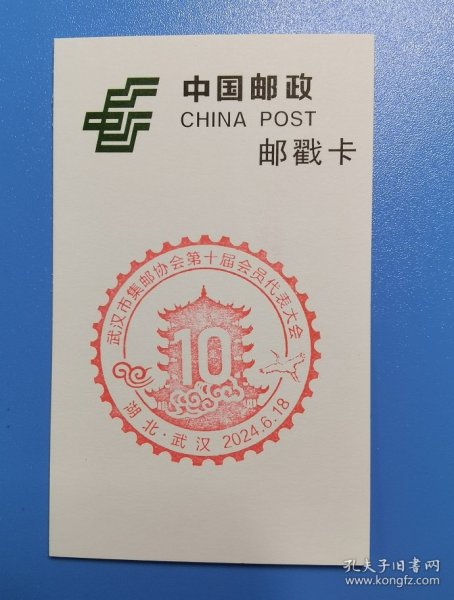 中国邮政
CHINA POST
邮戳卡
武汉市集邮协会第十届会员代表大会
10
湖北·武汉 2024.6.18
孔夫子旧书网
www.kongfz.com